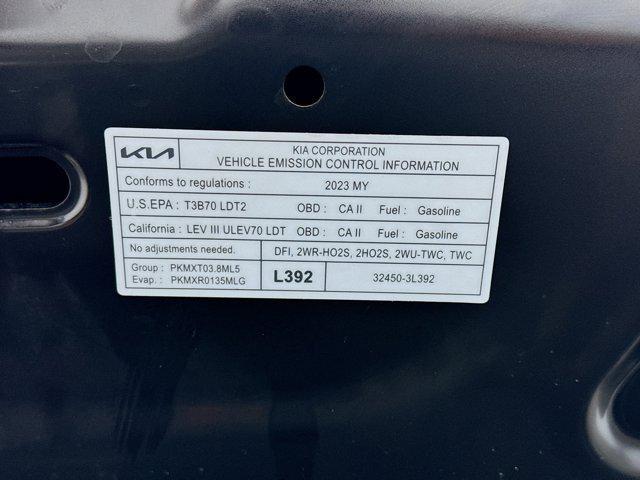 KIA
KIA CORPORATION
VEHICLE EMISSION CONTROL INFORMATION
Conforms to regulations : 2023 MY
U.S.EPA : T3B70 LDT2 OBD : CA II Fuel : Gasoline
California : LEV III ULEV70 LDT OBD : CA II Fuel : Gasoline
No adjustments needed. DFI, 2WR-HO2S, 2HO2S, 2WU-TWC, TWC
Group : PKMXT03.8ML5
Evap. : PKMXR0135MLG
L392
32450-3L392